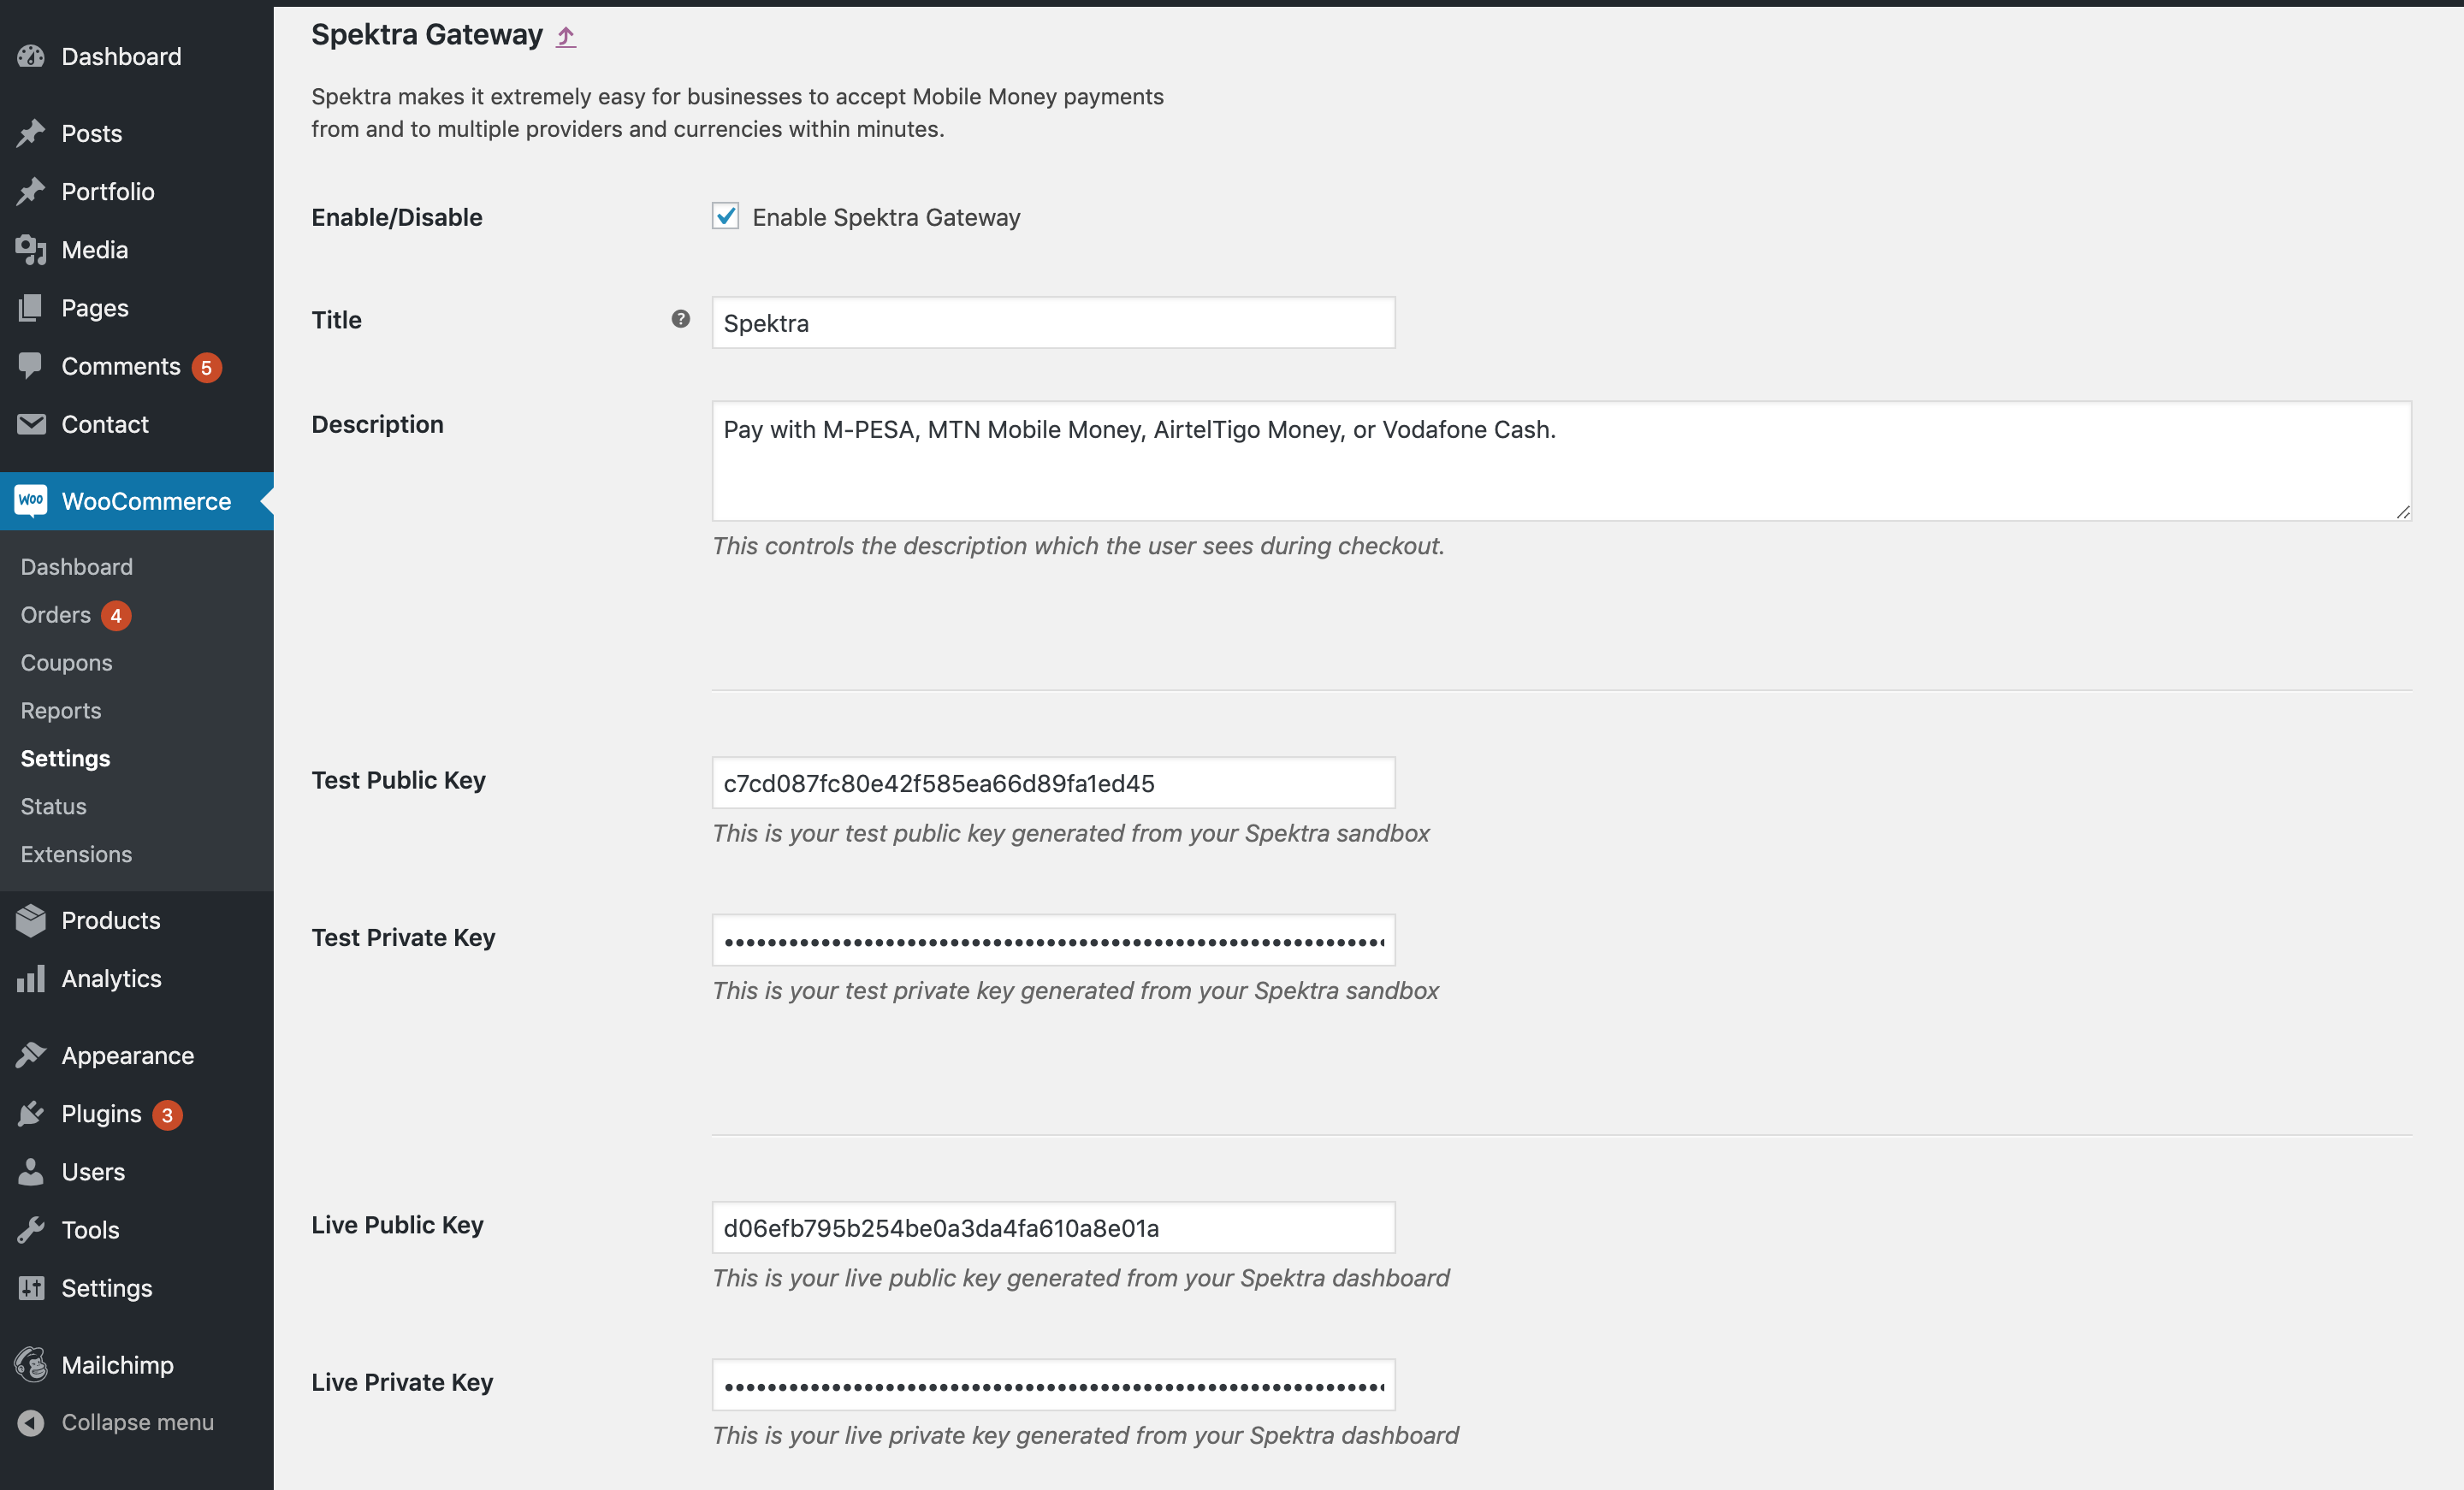 Dashboard
Posts
Portfolio
Media
Pages
Comments 5
Contact
woo WooCommerce
Dashboard
Orders 4
Coupons
Reports
Settings
Status
Extensions
Products
Analytics
Appearance
Plugins 3
Users
Tools
Settings
Mailchimp
Collapse menu
Spektra Gateway
Spektra makes it extremely easy for businesses to accept Mobile Money payments
from and to multiple providers and currencies within minutes.
Enable/Disable
Enable Spektra Gateway
Title ?
Spektra
Description
Pay with M-PESA, MTN Mobile Money, AirtelTigo Money, or Vodafone Cash.
This controls the description which the user sees during checkout.
Test Public Key
c7cd087fc80e42f585ea66d89fa1ed45
This is your test public key generated from your Spektra sandbox
Test Private Key
This is your test private key generated from your Spektra sandbox
Live Public Key
d06efb795b254be0a3da4fa610a8e01a
This is your live public key generated from your Spektra dashboard
Live Private Key
This is your live private key generated from your Spektra dashboard